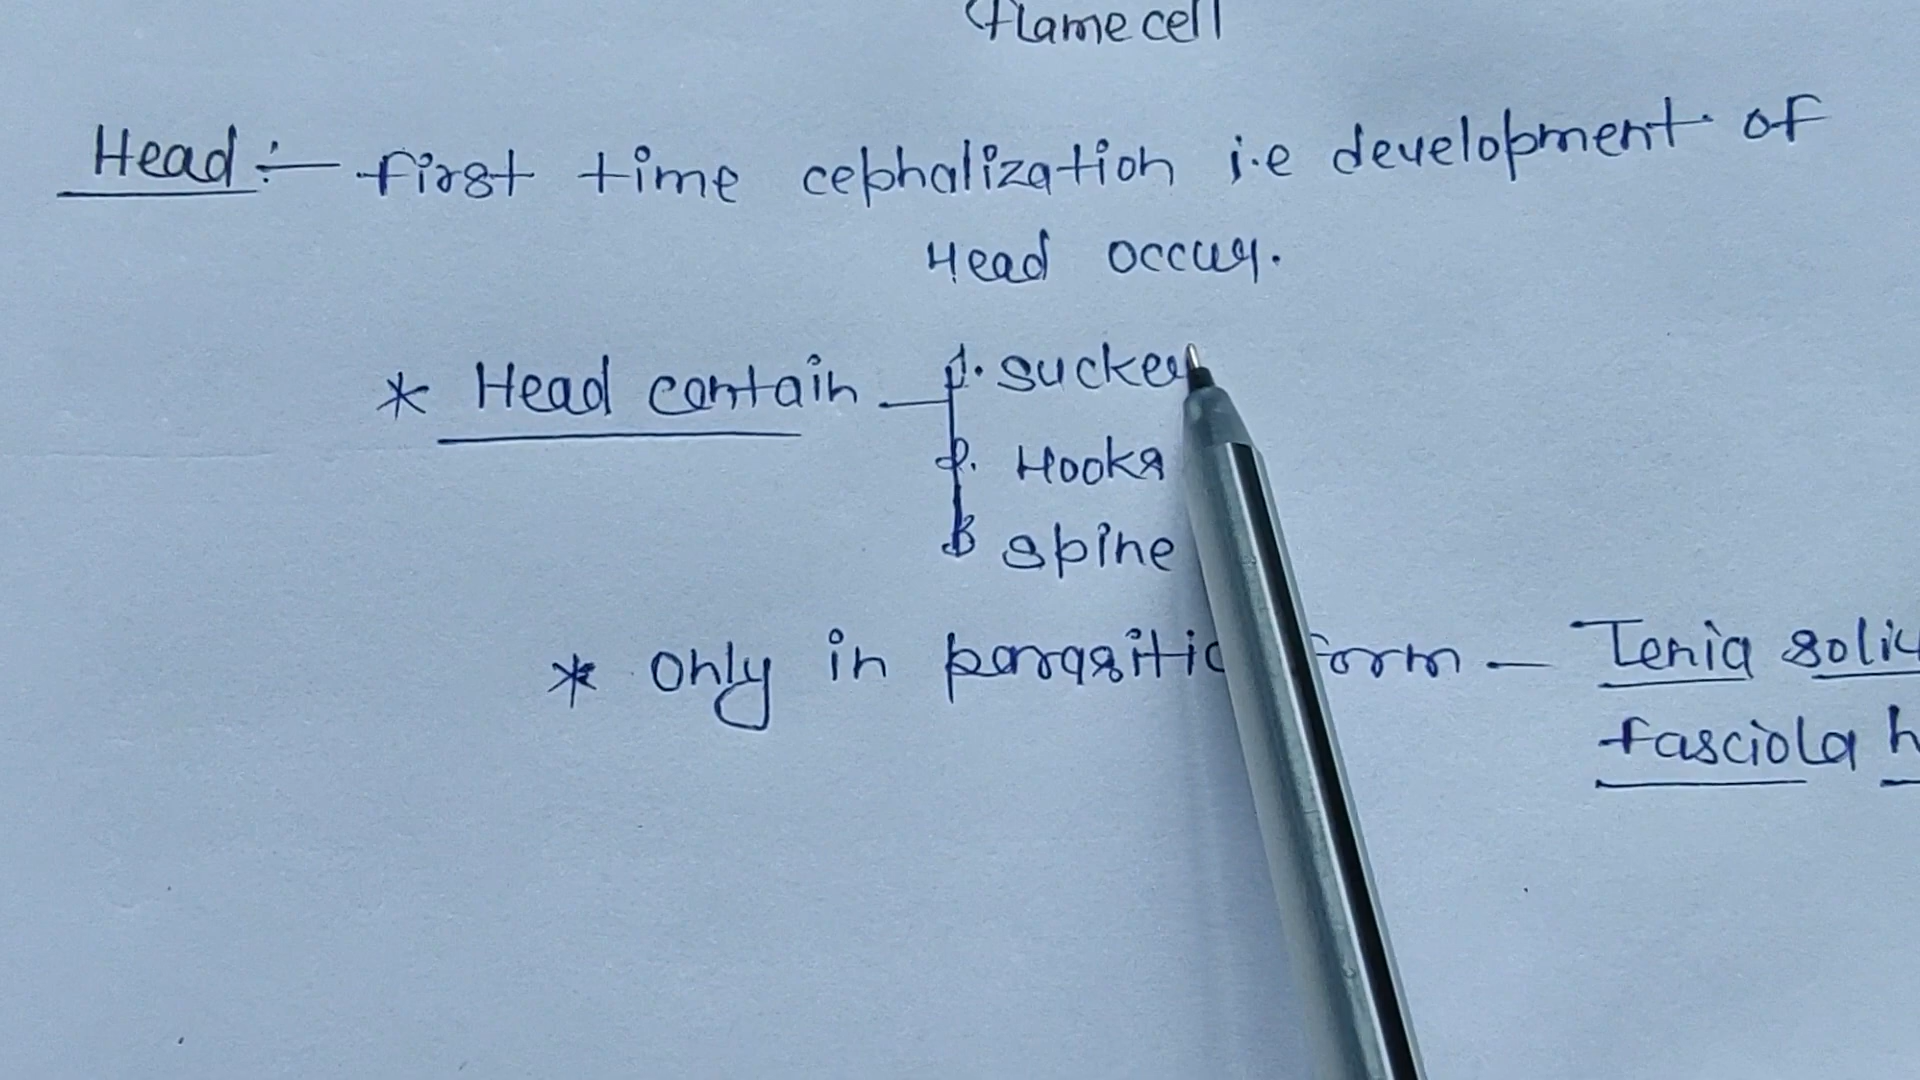 Flame cell
Head :- first time cephalization i.e development of
Head occur.
* Head contain - 1. sucker
2. Hooks
3 spine
* Only in parasitic form - Tenia
fasciola